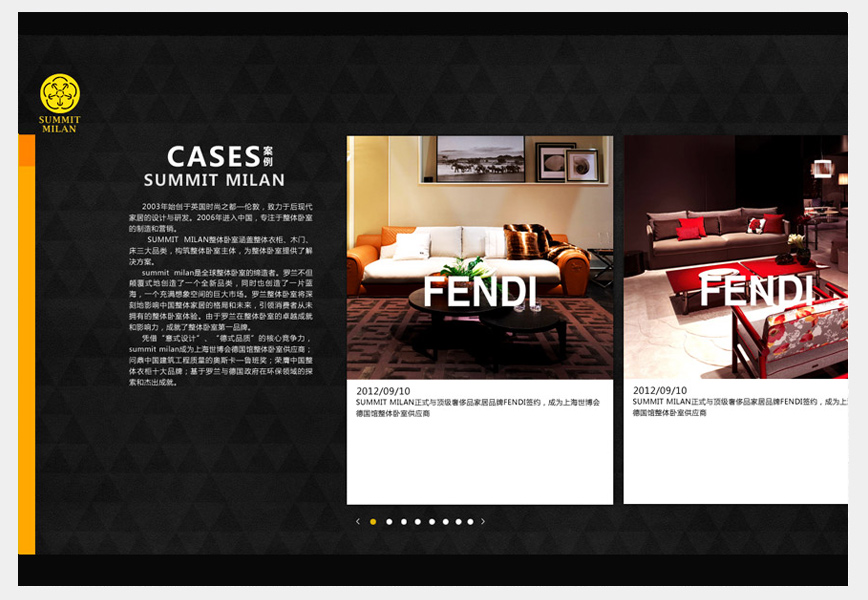 SUMMIT
MILAN
CASES案例
SUMMIT MILAN
2003年始创于英国时尚之都—伦敦，致力于后现代
家居的设计与研发。2006年进入中国，专注于整体卧室
的制造和营销。
SUMMIT MILAN整体卧室涵盖整体衣柜、木门、
床三大品类，构筑整体卧室主体，为整体卧室提供了解
决方案。
summit milan是全球整体卧室的缔造者。罗兰不但
颠覆式地创造了一个全新品类，同时也创造了一片蓝
海，一个充满想象空间的巨大市场。罗兰整体卧室将深
刻地影响中国整体家居的格局和未来，引领消费者从未
拥有的整体卧室体验。由于罗兰在整体卧室的卓越成就
和影响力，成就了整体卧室第一品牌。
凭借“意式设计”、“德式品质”的核心竞争力，
summit milan成为上海世博会德国馆整体卧室供应商；
问鼎中国建筑工程质量的奥斯卡—鲁班奖；荣膺中国整
体衣柜十大品牌；基于罗兰与德国政府在环保领域的探
索和杰出成就。
FENDI
2012/09/10
SUMMIT MILAN正式与顶级奢侈品家居品牌FENDI签约，成为上海世博会
德国馆整体卧室供应商
FENDI
2012/09/10
SUMMIT MILAN正式与顶级奢侈品家居品牌FENDI签约，成为上
德国馆整体卧室供应商